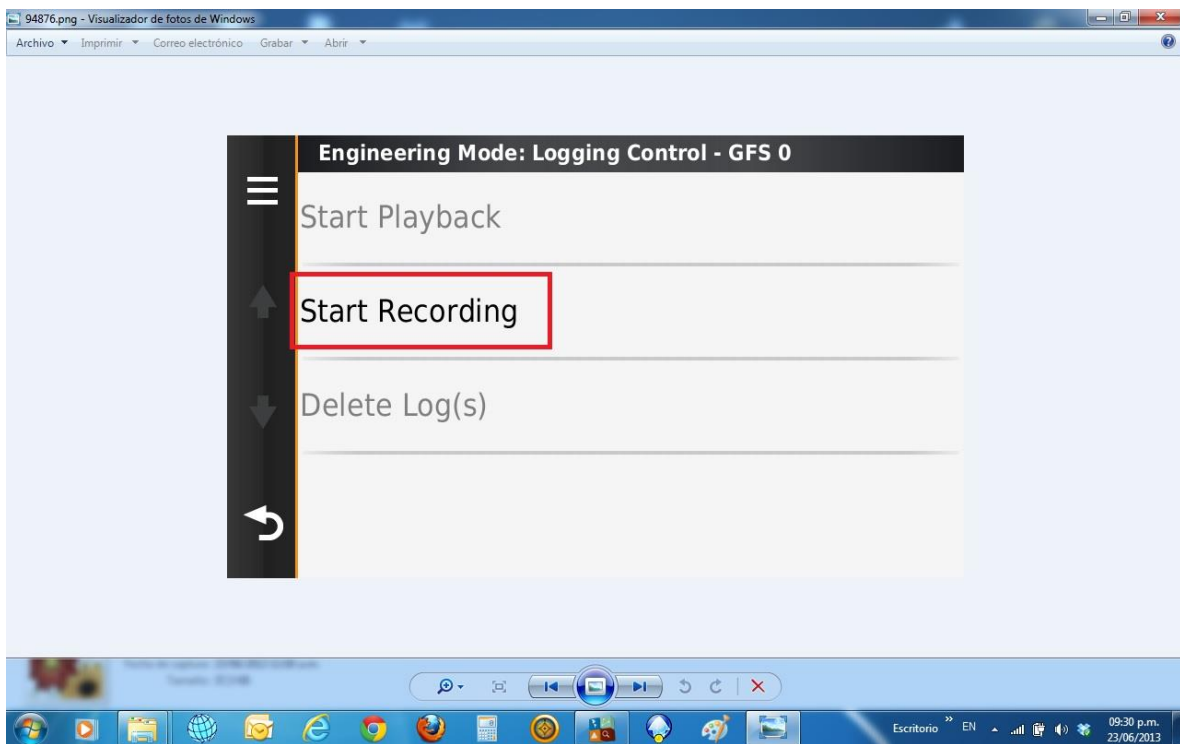 94876.png - Visualizador de fotos de Windows
Archivo Imprimir Correo electrónico Grabar Abrir
Engineering Mode: Logging Control - GFS 0
Start Playback
Start Recording
Delete Log(s)
Escritorio » EN 09:30 p.m.
23/06/2013